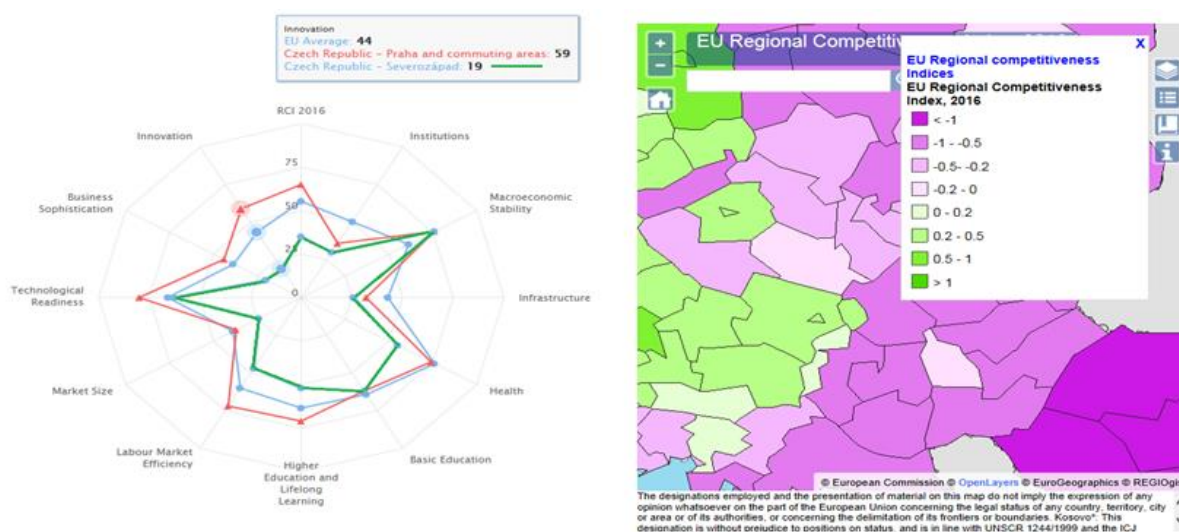 Innovation
EU Average: 44
Czech Republic - Praha and commuting areas: 59
Czech Republic - Severozápad: 19
RCI 2016
Innovation
Institutions
Business
Sophistication
Macroeconomic
Stability
Technological
Readiness
Infrastructure
Market Size
Health
Labour Market
Efficiency
Basic Education
Higher
Education and
Lifelong
Learning
75
50
25
0
+
−
EU Regional Competitiv
X
EU Regional competitiveness
Indices
EU Regional Competitiveness
Index, 2016
< -1
-1 - -0.5
-0.5- -0.2
-0.2 - 0
0 - 0.2
0.2 - 0.5
0.5 - 1
> 1
i
© European Commission © OpenLayers © EuroGeographics © REGIOgi
The designations employed and the presentation of material on this map do not imply the expression of any
opinion whatsoever on the part of the European Union concerning the legal status of any country, territory, city
or area or of its authorities, or concerning the delimitation of its frontiers or boundaries. Kosovo*: This
designation is without prejudice to positions on status, and is in line with UNSCR 1244/1999 and the ICJ